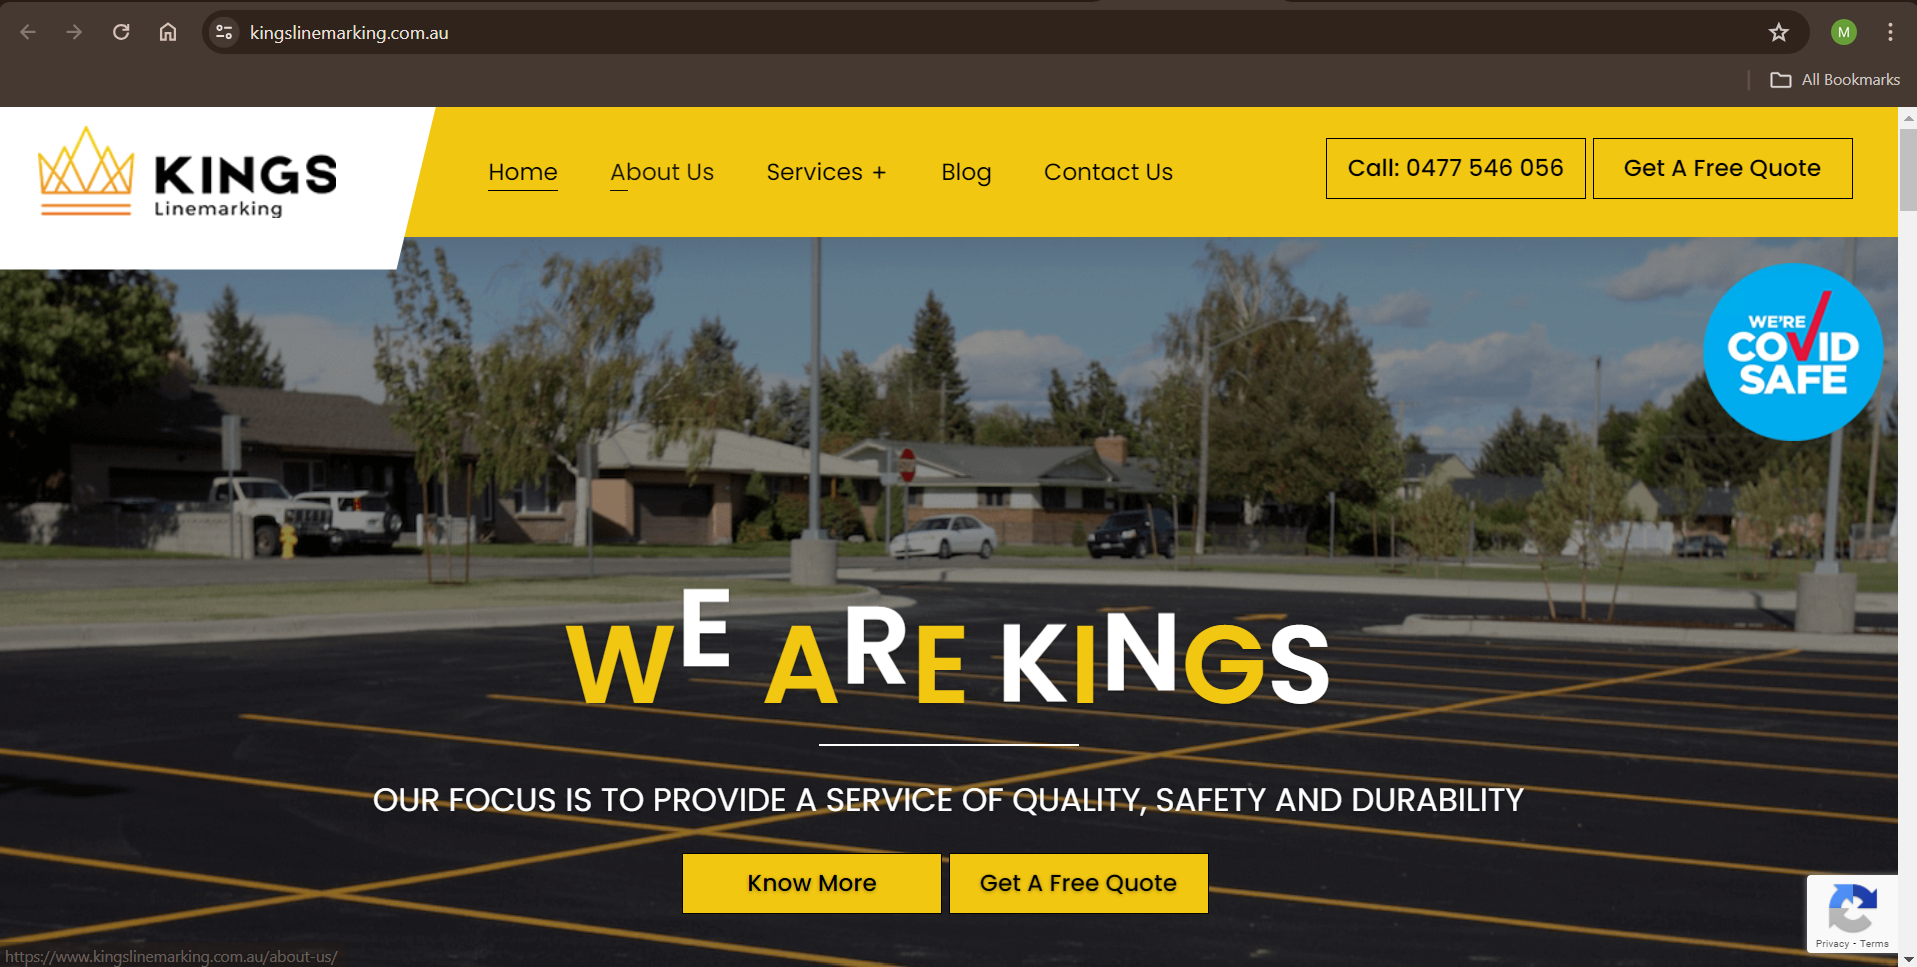 kingslinemarking.com.au
M
All Bookmarks
KINGS
Linemarking
Home
About Us
Services +
Blog
Contact Us
Call: 0477 546 056
Get A Free Quote
WE'RE
COVID
SAFE
WE ARE KINGS
OUR FOCUS IS TO PROVIDE A SERVICE OF QUALITY, SAFETY AND DURABILITY
Know More
Get A Free Quote
Privacy - Terms
https://www.kingslinemarking.com.au/about-us/